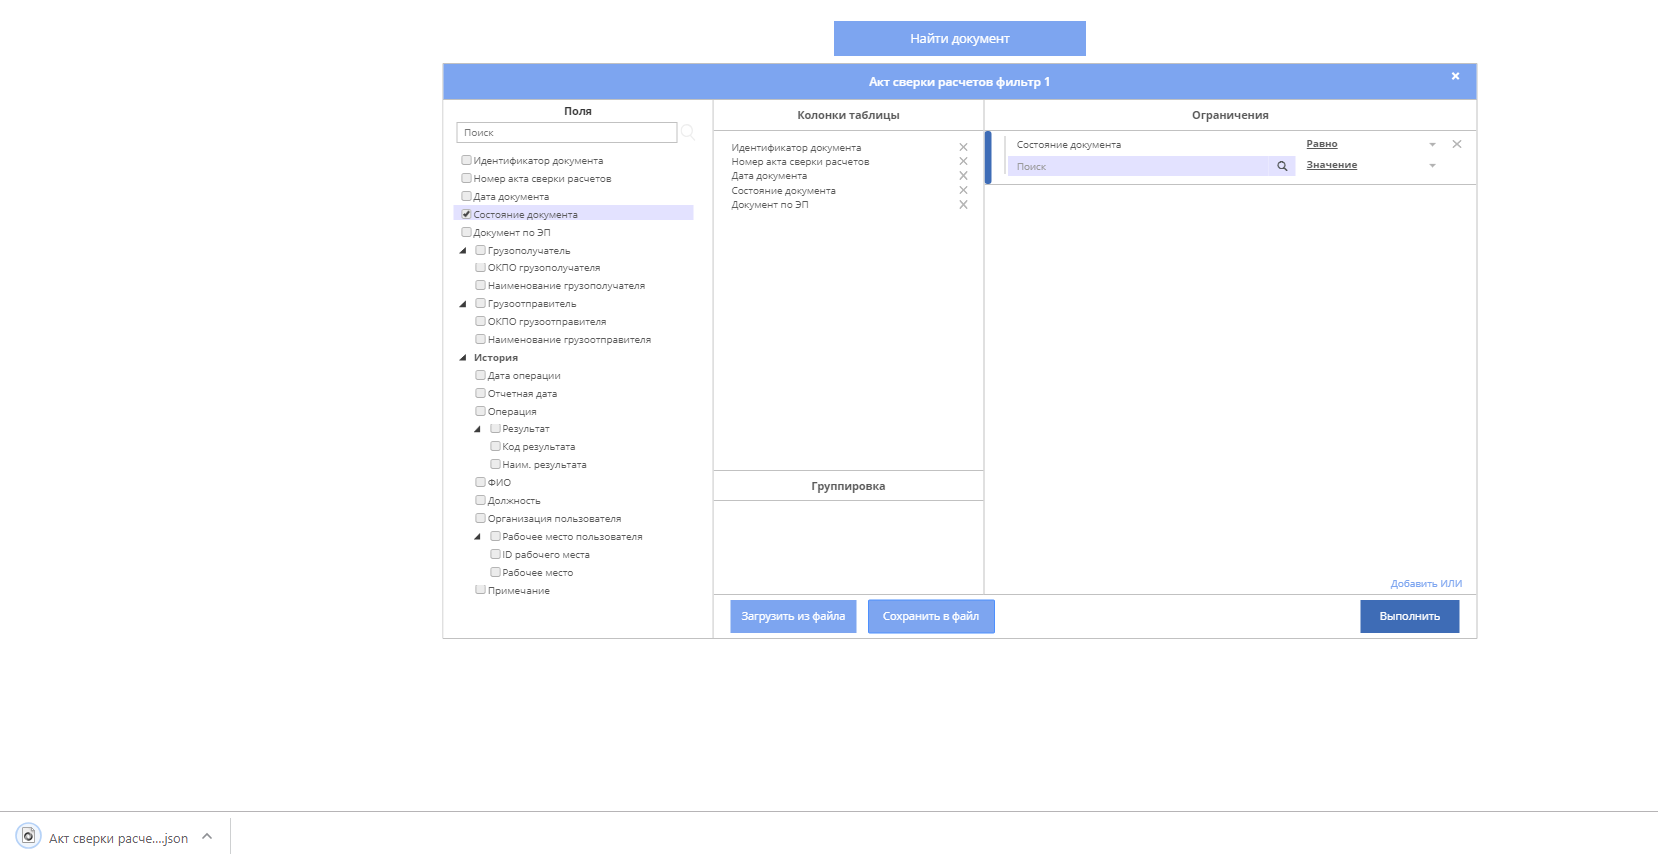 Найти документ
Акт сверки расчетов фильтр 1
Поля
Поиск
Идентификатор документа
Номер акта сверки расчетов
Дата документа
Состояние документа
Документ по ЭП
Грузополучатель
ОКПО грузополучателя
Наименование грузополучателя
Грузоотправитель
ОКПО грузоотправителя
Наименование грузоотправителя
История
Дата операции
Отчетная дата
Операция
Результат
Код результата
Наим. результата
ФИО
Должность
Организация пользователя
Рабочее место пользователя
ID рабочего места
Рабочее место
Примечание
Колонки таблицы
Идентификатор документа
Номер акта сверки расчетов
Дата документа
Состояние документа
Документ по ЭП
Группировка
Ограничения
Состояние документа Равно
Поиск Значение
Добавить ИЛИ
Загрузить из файла Сохранить в файл Выполнить
Акт сверки расче....json